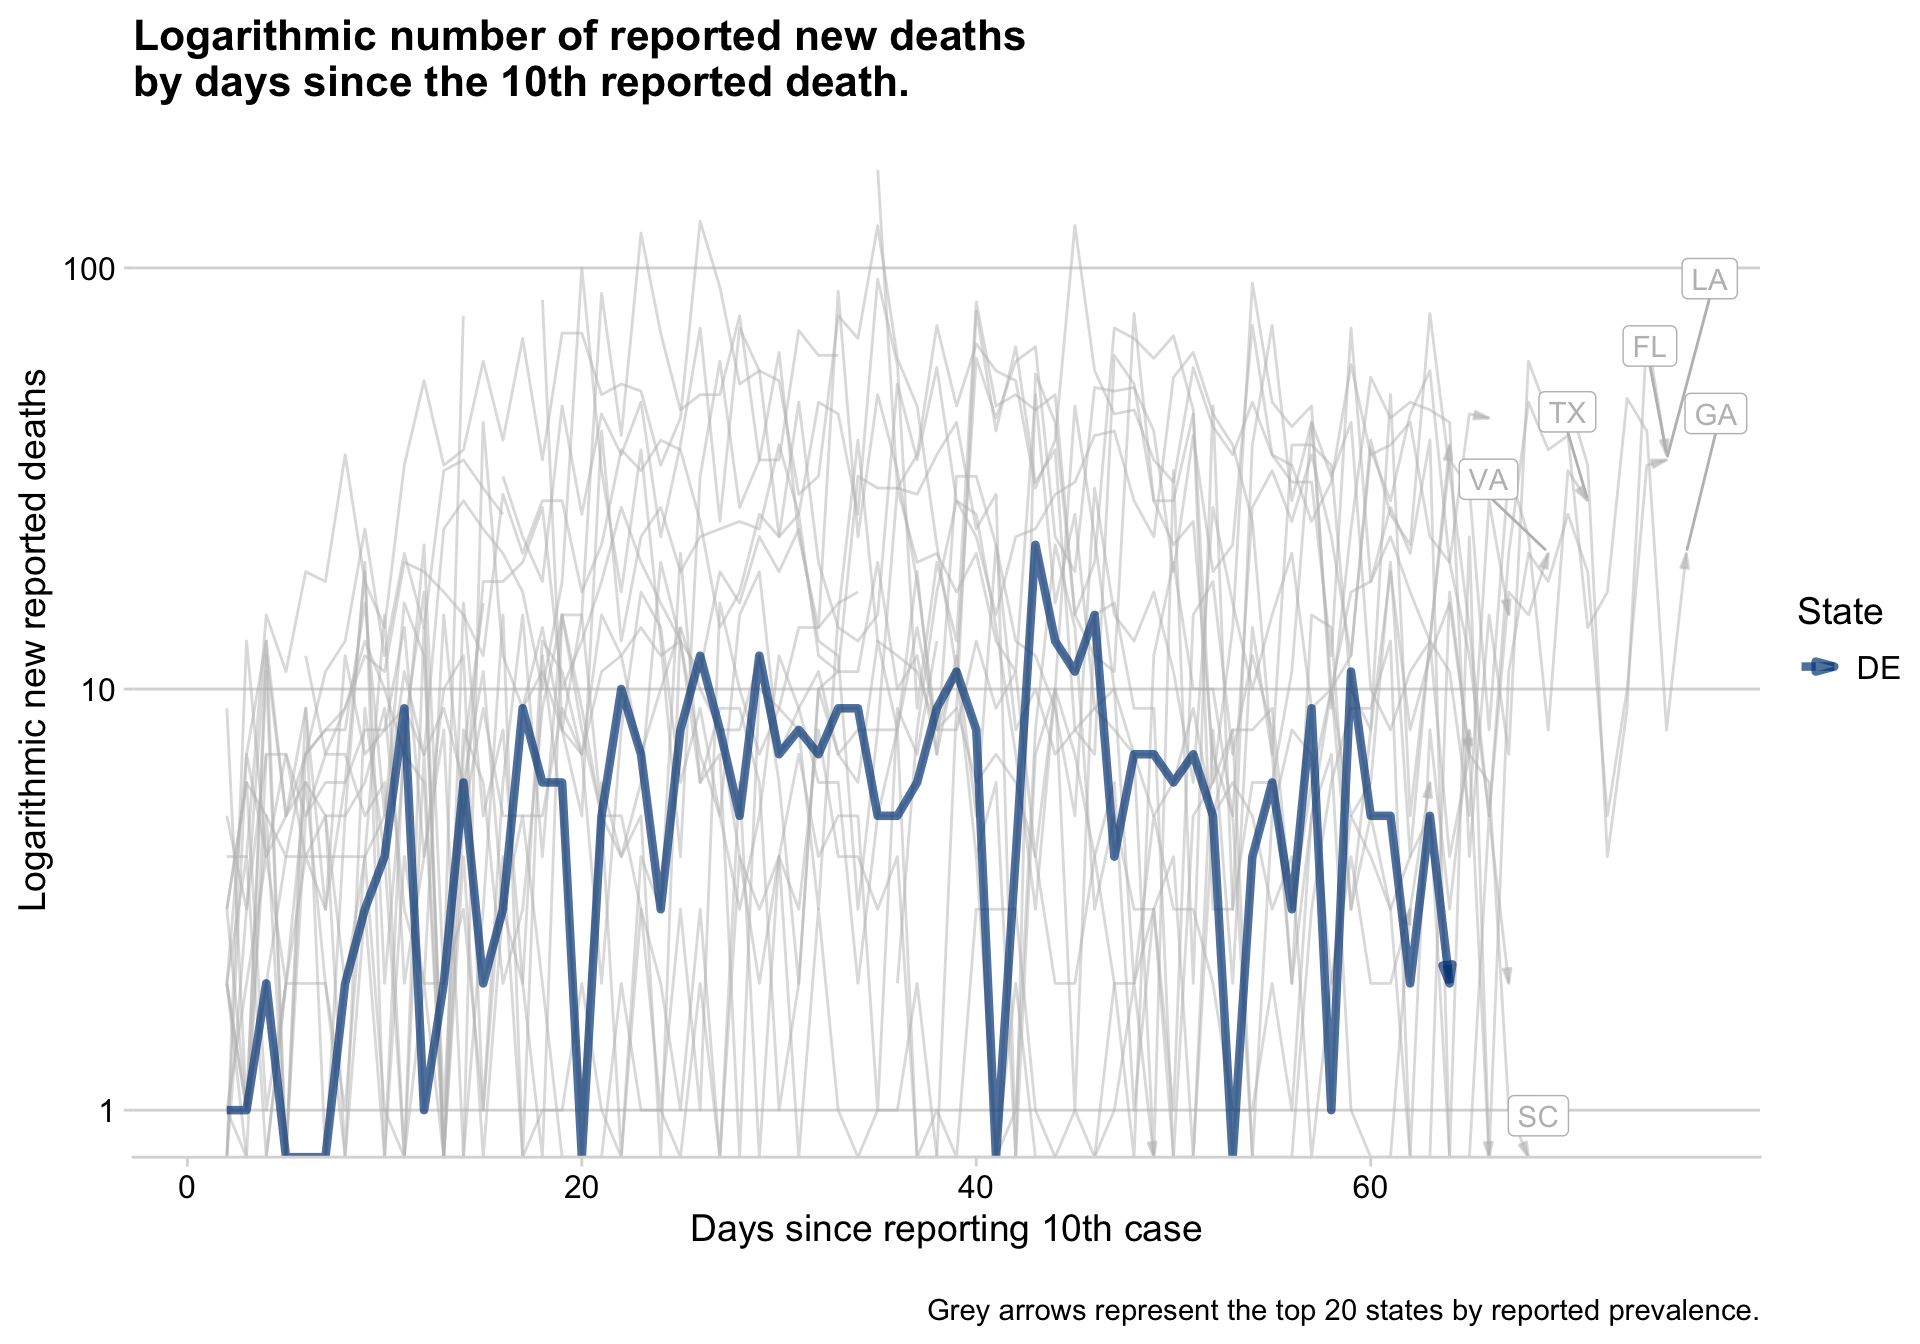 Logarithmic number of reported new deaths
by days since the 10th reported death.
Logarithmic new reported deaths
100
10
1
LA
FL
TX
GA
VA
SC
State
DE
0
20
40
60
Days since reporting 10th case
Grey arrows represent the top 20 states by reported prevalence.